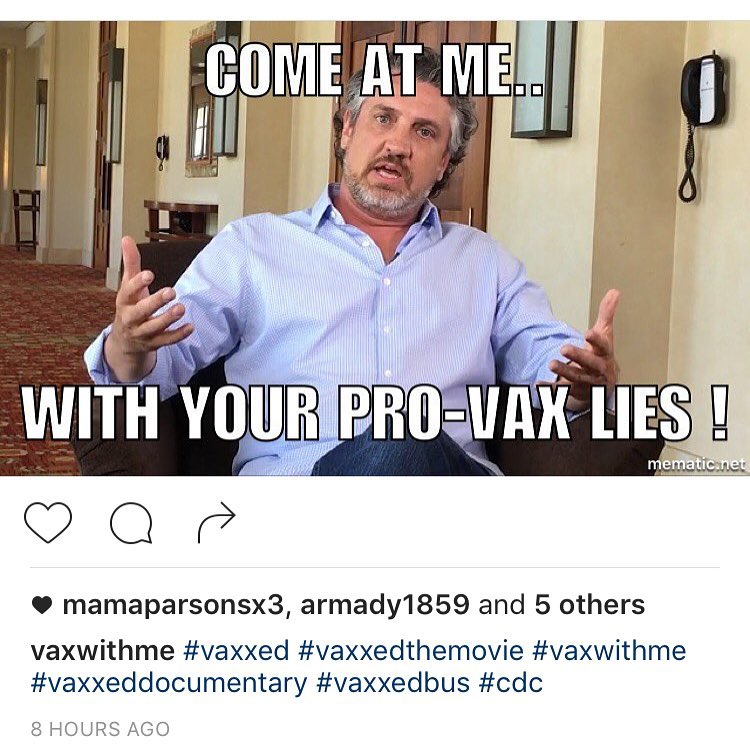 COME AT ME..
WITH YOUR PRO-VAX LIES !
mematic.net
mamaparsonsx3, armady1859 and 5 others
vaxwithme #vaxxed #vaxxedthemovie #vaxwithme
#vaxxeddocumentary #vaxxedbus #cdc
8 HOURS AGO